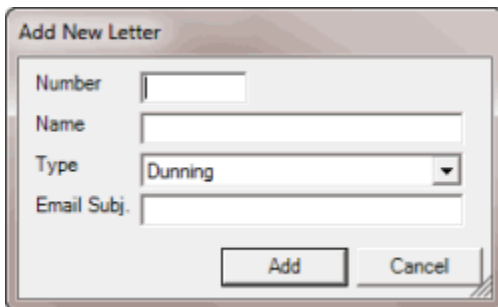 Add New Letter
Number
Name
Type Dunning
Email Subj.
Add Cancel